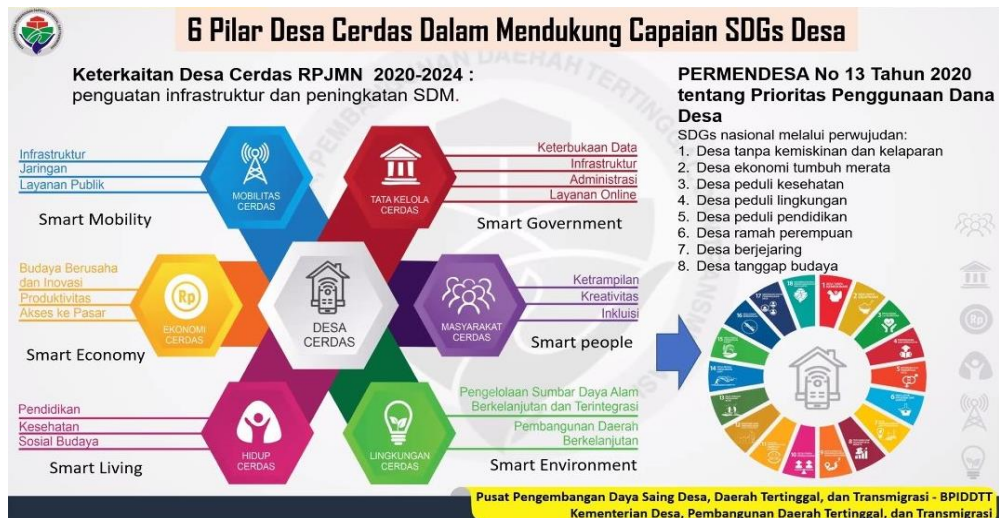 6 Pilar Desa Cerdas Dalam Mendukung Capaian SDGs Desa
Keterkaitan Desa Cerdas RPJMN 2020-2024 :
penguatan infrastruktur dan peningkatan SDM.
Infrastruktur
Jaringan
Layanan Publik
Smart Mobility
MOBILITAS
CERDAS
TATA KELOLA
CERDAS
Keterbukaan Data
Infrastruktur
Administrasi
Layanan Online
Smart Government
Budaya Berusaha
dan Inovasi
Produktivitas
Akses ke Pasar
Smart Economy
Rp
EKONOMI
CERDAS
DESA
CERDAS
MASYARAKAT
CERDAS
Ketrampilan
Kreativitas
Inklusi
Smart people
Pendidikan
Kesehatan
Sosial Budaya
Smart Living
HIDUP
CERDAS
LINGKUNGAN
CERDAS
Pengelolaan Sumbar Daya Alam
Berkelanjutan dan Terintegrasi
Pembangunan Daerah
Berkelanjutan
Smart Environment
PERMENDESA No 13 Tahun 2020
tentang Prioritas Penggunaan Dana
Desa
SDGs nasional melalui perwujudan:
1. Desa tanpa kemiskinan dan kelaparan
2. Desa ekonomi tumbuh merata
3. Desa peduli kesehatan
4. Desa peduli lingkungan
5. Desa peduli pendidikan
6. Desa ramah perempuan
7. Desa berjejaring
8. Desa tanggap budaya
Pusat Pengembangan Daya Saing Desa, Daerah Tertinggal, dan Transmigrasi - BPIDDTT
Kementerian Desa, Pembangunan Daerah Tertinggal, dan Transmigrasi